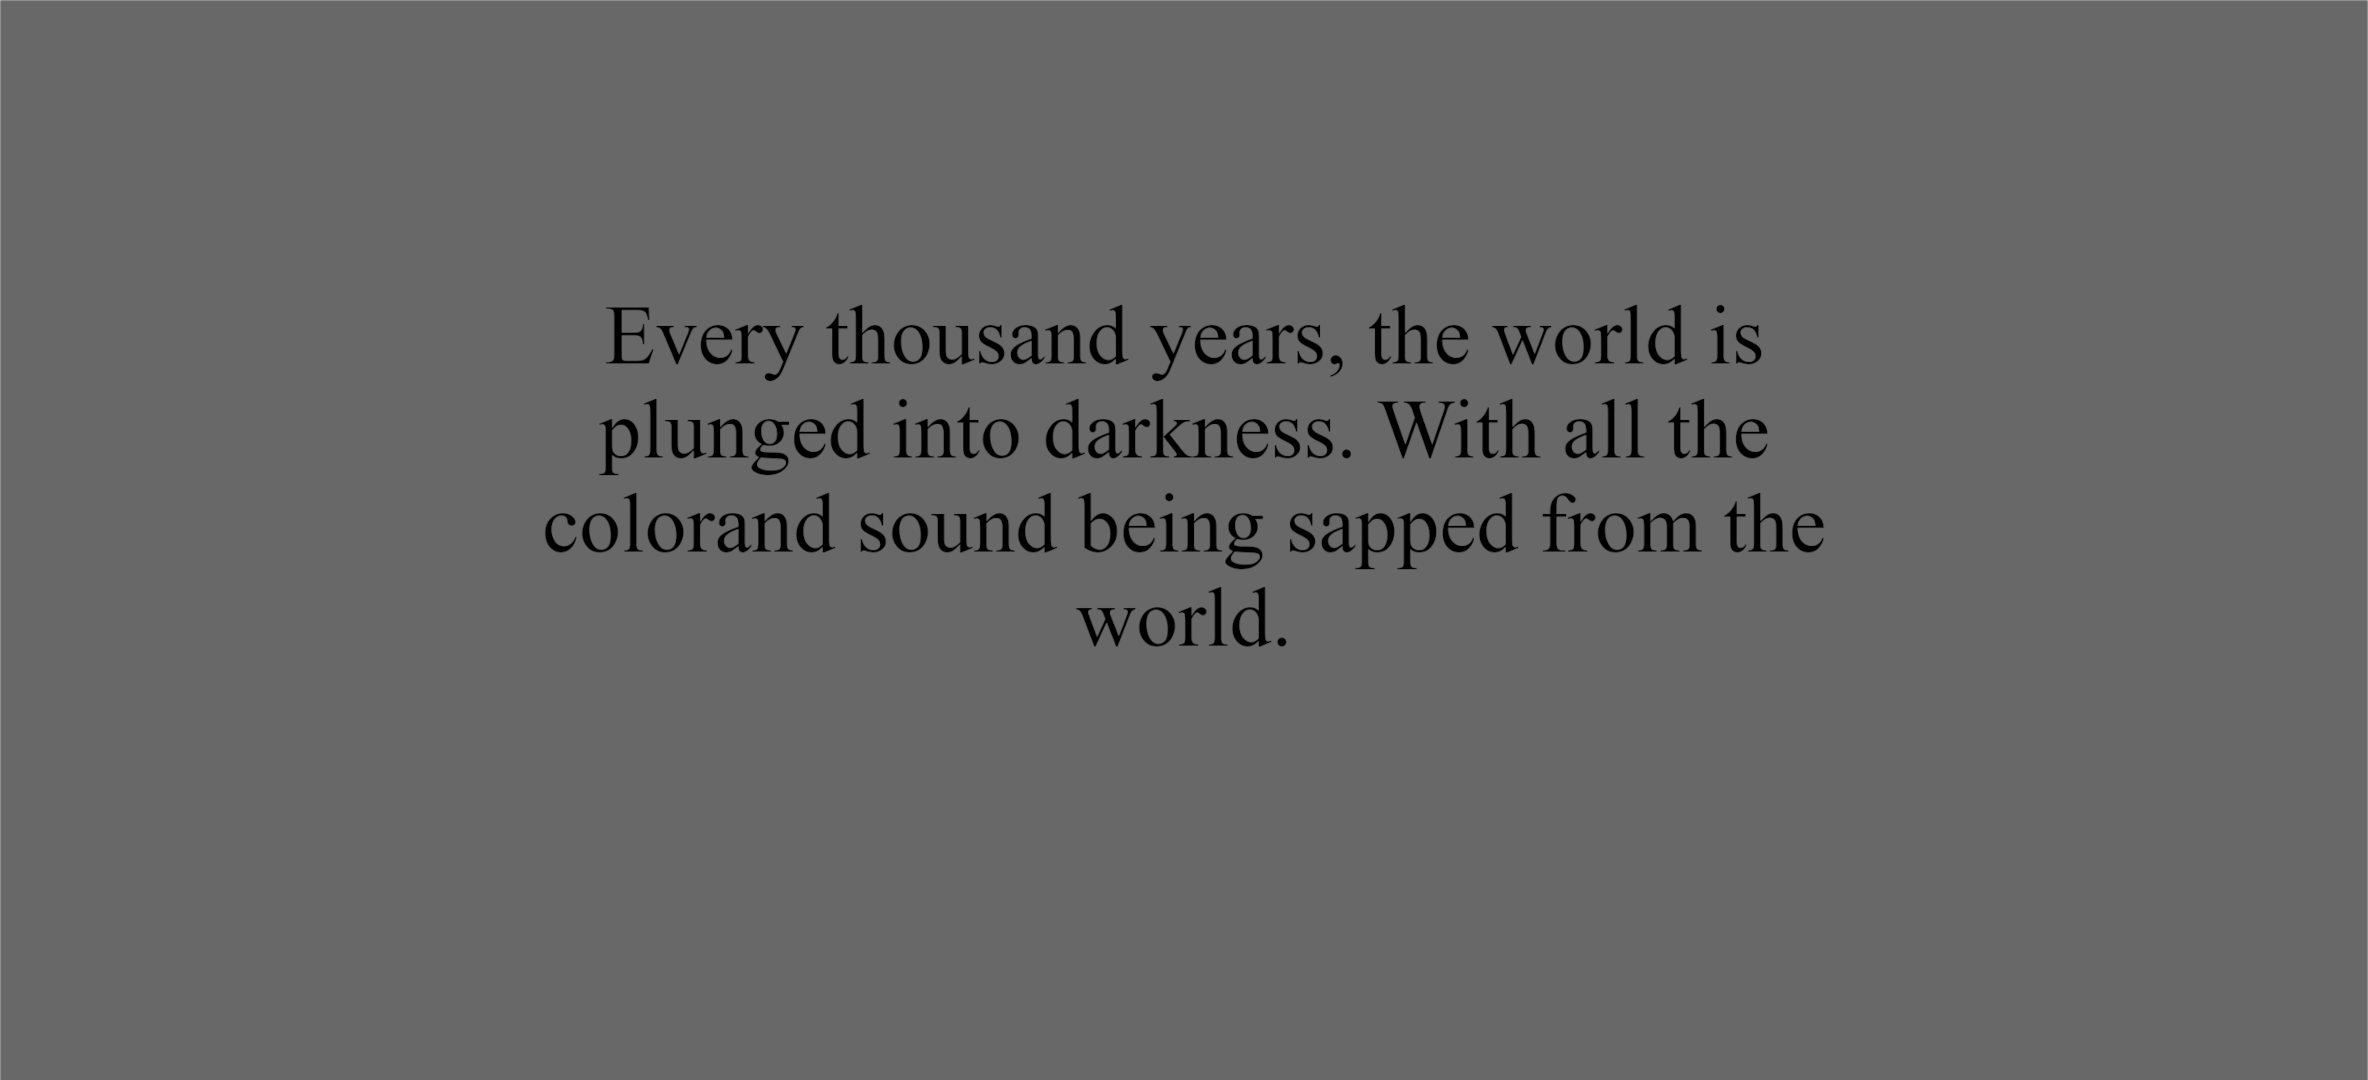 Every thousand years, the world is
plunged into darkness. With all the
colorand sound being sapped from the
world.